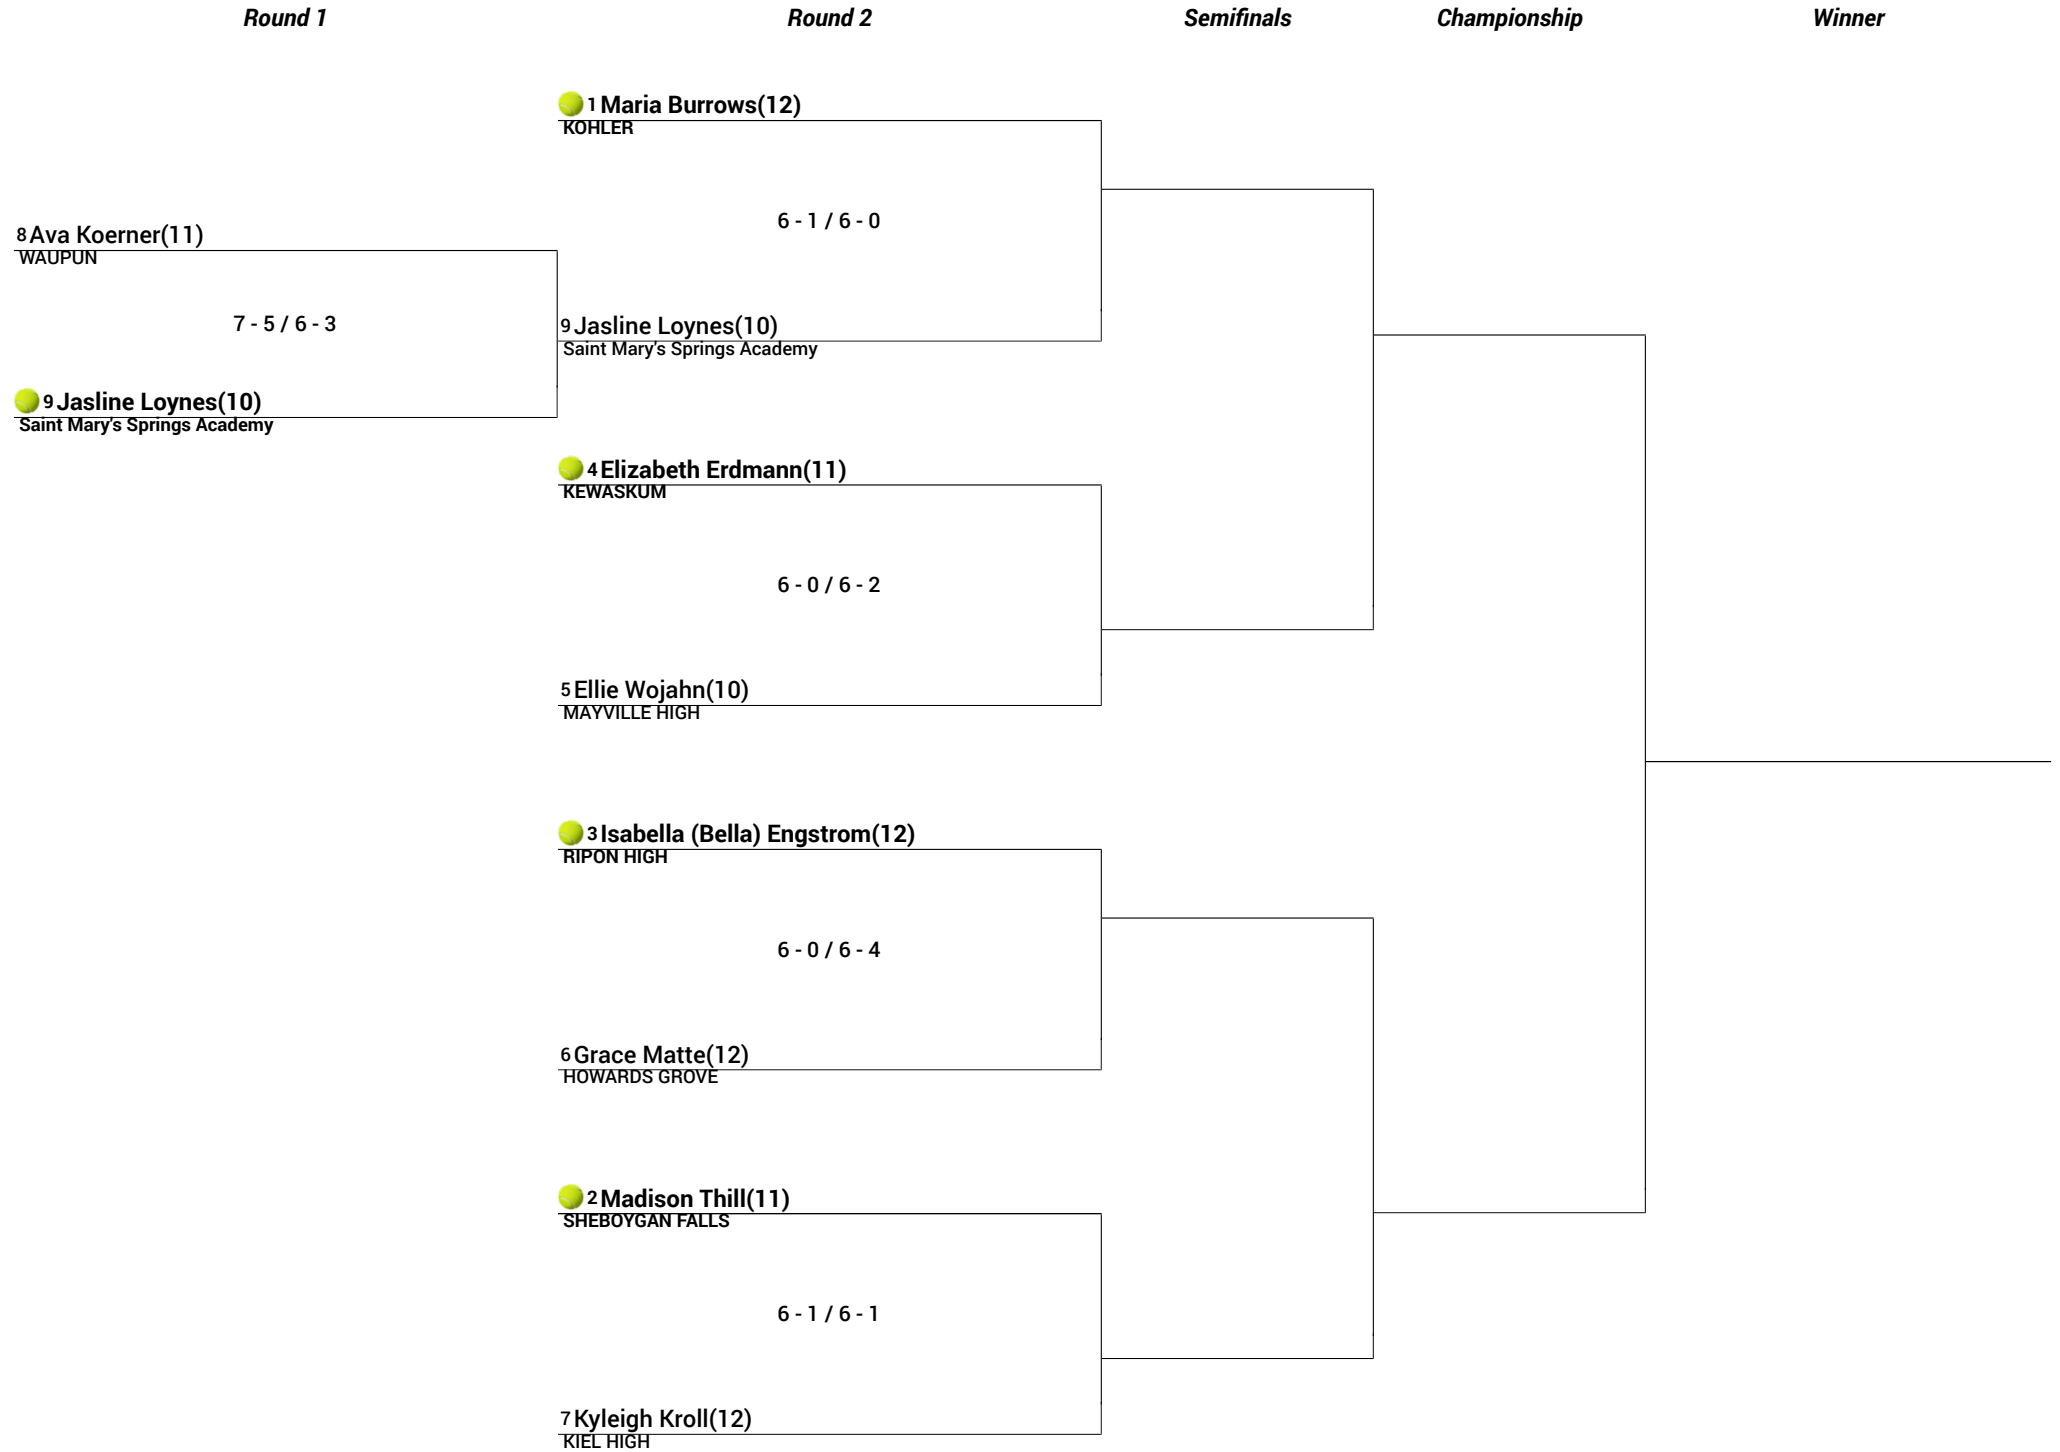 Round 1 Round 2 Semifinals Championship Winner
1 Maria Burrows(12)
KOHLER
6 - 1 / 6 - 0
8 Ava Koerner(11)
WAUPUN
7 - 5 / 6 - 3
9 Jasline Loynes(10)
Saint Mary's Springs Academy
9 Jasline Loynes(10)
Saint Mary's Springs Academy
4 Elizabeth Erdmann(11)
KEWASKUM
6 - 0 / 6 - 2
5 Ellie Wojahn(10)
MAYVILLE HIGH
3 Isabella (Bella) Engstrom(12)
RIPON HIGH
6 - 0 / 6 - 4
6 Grace Matte(12)
HOWARDS GROVE
2 Madison Thill(11)
SHEBOYGAN FALLS
6 - 1 / 6 - 1
7 Kyleigh Kroll(12)
KIEL HIGH